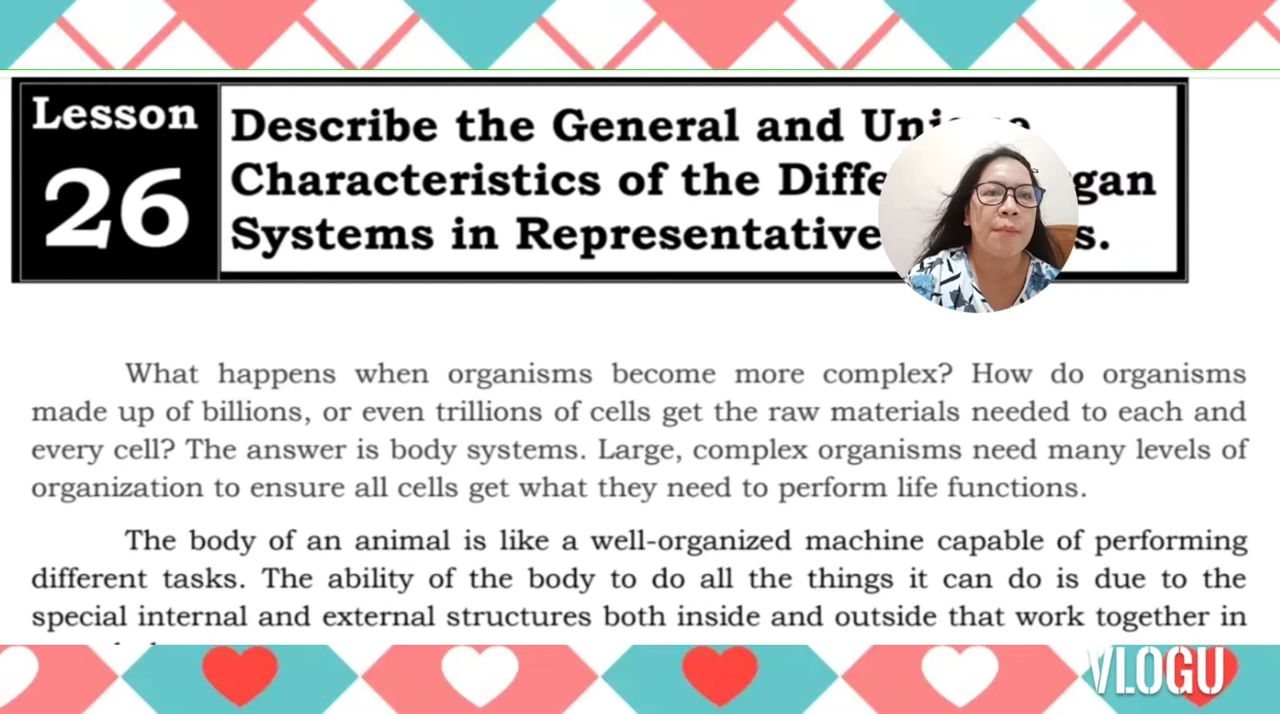 Lesson
26
Describe the General and
Characteristics of the
Systems in Representative
What happens when organisms become more complex? How do organisms
made up of billions, or even trillions of cells get the raw materials needed to each and
every cell? The answer is body systems. Large, complex organisms need many levels of
organization to ensure all cells get what they need to perform life functions.
The body of an animal is like a well-organized machine capable of performing
different tasks. The ability of the body to do all the things it can do is due to the
special internal and external structures both inside and outside that work together in
VLOGU